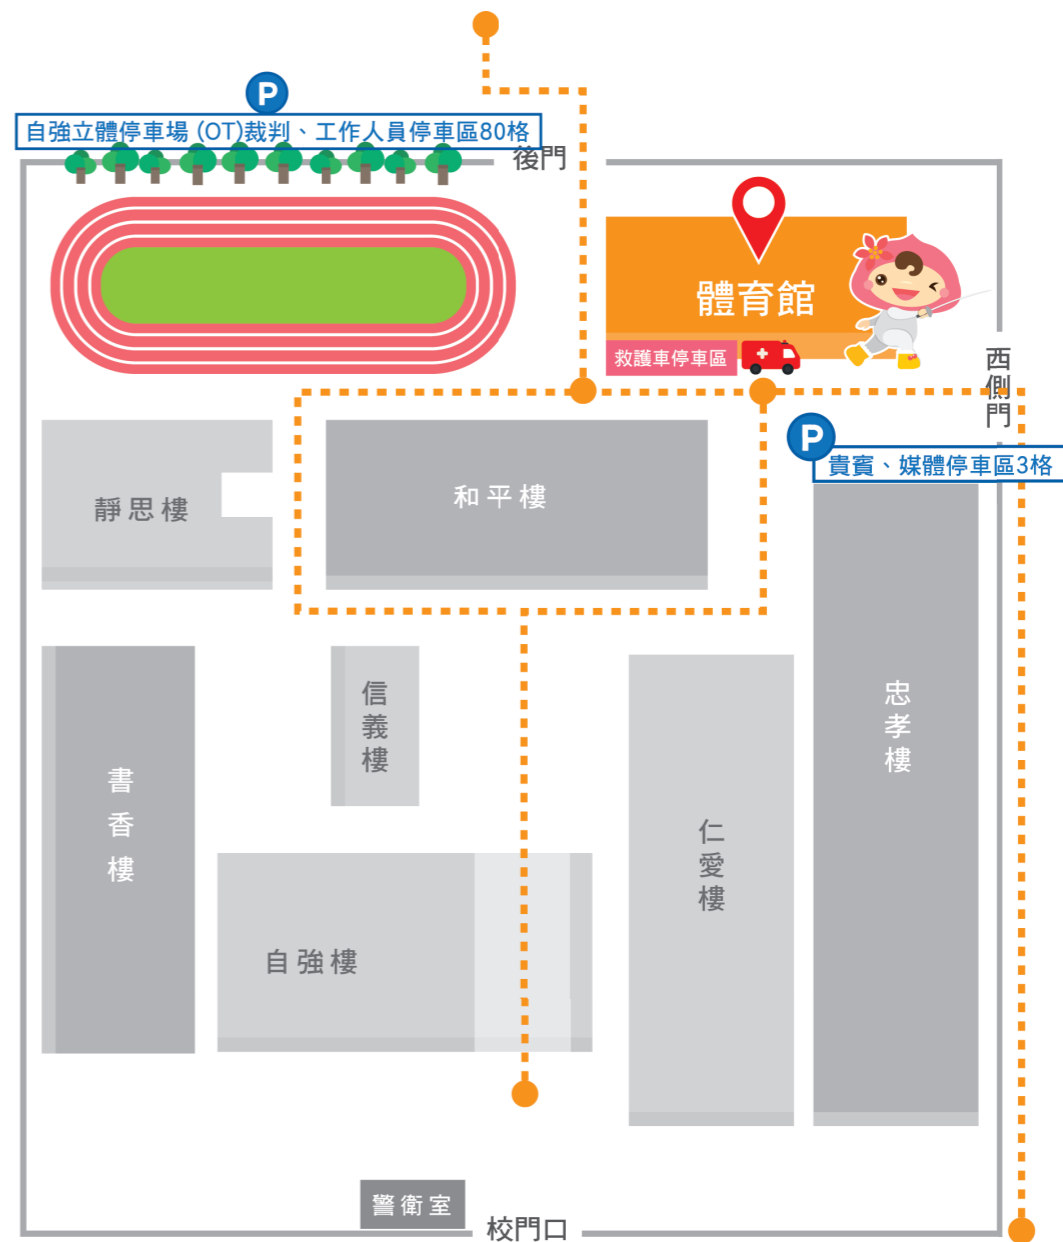 P
自強立體停車場 (OT)裁判、工作人員停車區80格
後門
體育館
救護車停車區
西側門
P
貴賓、媒體停車區3格
靜思樓
和平樓
信義樓
忠孝樓
書香樓
仁愛樓
自強樓
警衛室
校門口